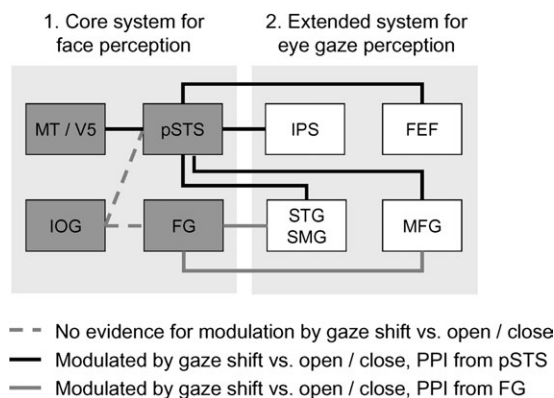 1. Core system for
face perception
2. Extended system for
eye gaze perception
MT / V5
pSTS
IPS
FEF
IOG
FG
STG
SMG
MFG
No evidence for modulation by gaze shift vs. open / close
Modulated by gaze shift vs. open / close, PPI from pSTS
Modulated by gaze shift vs. open / close, PPI from FG